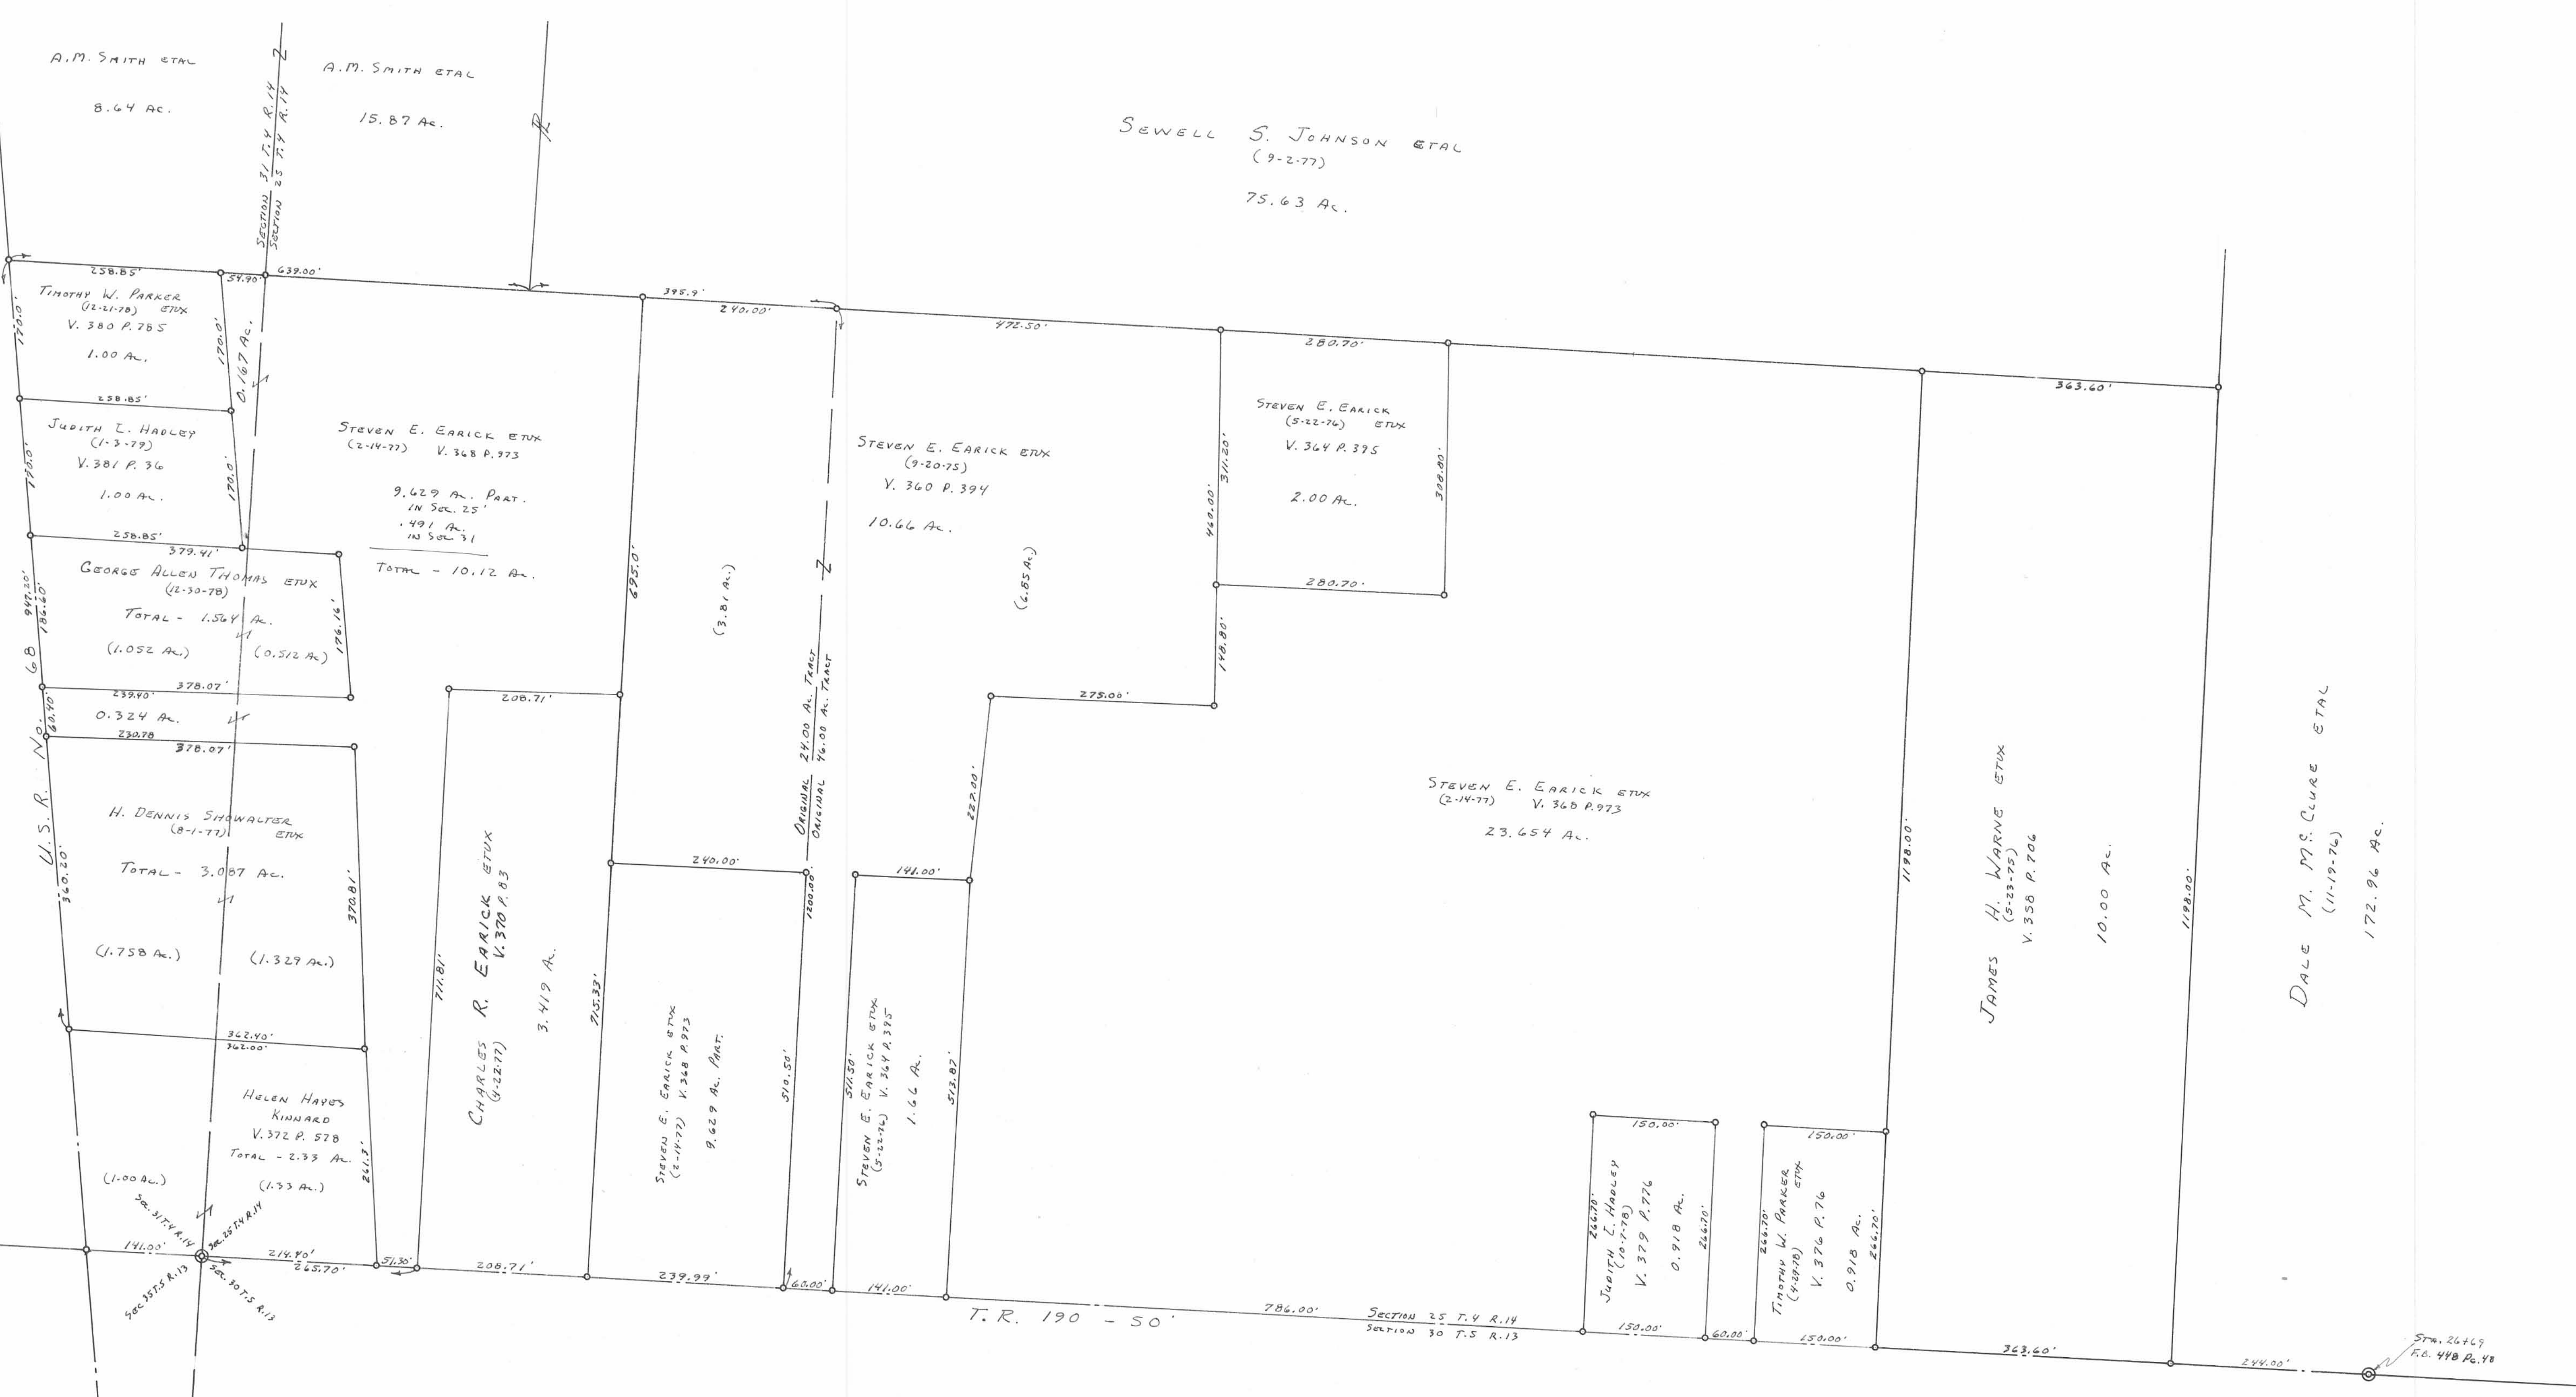 A.M. SMITH ETAL
8.64 AC.
SECTION 31 T.4 R.14
SECTION 25 T.4 R.14
A.M. SMITH ETAL
15.87 AC.
SEWELL S. JOHNSON ETAL
(9-2-77)
75.63 AC.
258.85'
54.90'
639.00'
395.9'
240.00'
472.50'
280.70'
363.60'
TIMOTHY W. PARKER
(12-21-78) ETUX
V. 380 P. 785
1.00 AC.
170.0'
170.0'
0.167 AC.
258.85'
JUDITH I. HADLEY
(1-3-79)
V. 381 P. 36
1.00 AC.
170.0'
170.0'
258.85'
379.41'
GEORGE ALLEN THOMAS ETUX
(12-30-78)
TOTAL - 1.564 AC.
(1.052 AC.)
(0.512 AC)
176.16'
947.20'
186.60'
U.S.R. No. 68
378.07'
239.40'
60.40'
0.324 AC.
230.78
378.07'
H. DENNIS SHOWALTER
(8-1-77) ETUX
TOTAL - 3.087 AC.
(1.758 AC.)
(1.329 AC.)
360.20'
370.81'
362.40'
362.00'
HELEN HAYES
KINNARD
V. 372 P. 578
TOTAL - 2.33 AC.
(1.00 AC.)
(1.33 AC.)
261.3'
SEC. 31 T.4 R.14
SEC. 25 T.4 R.14
SEC 35 T.5 R.13
SEC. 30 T.5 R.13
141.00'
214.40'
265.70'
51.30'
208.71'
239.99'
60.00'
141.00'
STEVEN E. EARICK ETUX
(2-14-77) V. 368 P. 973
9.629 AC. PART.
IN SEC. 25
.491 AC.
IN SEC 31
TOTAL - 10.12 AC.
695.0'
208.71'
711.81'
CHARLES R. EARICK ETUX
(4-22-77)
V. 370 P. 83
3.419 AC.
715.33'
(3.81 AC.)
240.00'
STEVEN E. EARICK ETUX
(2-14-77) V. 368 P. 973
9.629 AC. PART.
510.50'
ORIGINAL 24.00 AC. TRACT
ORIGINAL 46.00 AC. TRACT
1200.00'
STEVEN E. EARICK ETUX
(9-20-75)
V. 360 P. 394
10.66 AC.
(6.85 AC.)
460.00'
311.20'
148.80'
275.00'
227.00'
141.00'
511.50'
STEVEN E. EARICK ETUX
(5-22-76) V. 364 P. 395
1.66 AC.
513.87'
STEVEN E. EARICK
(5-22-76) ETUX
V. 364 P. 395
2.00 AC.
308.80'
280.70'
STEVEN E. EARICK ETUX
(2-14-77) V. 368 P. 973
23.654 AC.
1198.00'
JAMES H. WARNE ETUX
(5-23-75)
V. 358 P. 706
10.00 AC.
1198.00'
DALE M. McCLURE ETAL
(11-19-76)
172.96 AC.
150.00'
266.70'
JUDITH I. HADLEY
(10-7-78)
V. 379 P. 776
0.918 AC.
266.70'
150.00'
266.70'
TIMOTHY W. PARKER
(4-29-78) ETUX
V. 376 P. 76
0.918 AC.
266.70'
T.R. 190 - 50'
786.00'
SECTION 25 T.4 R.14
SECTION 30 T.5 R.13
150.00'
60.00'
150.00'
363.60'
244.00'
STA. 26+69
F.B. 448 PG. 48